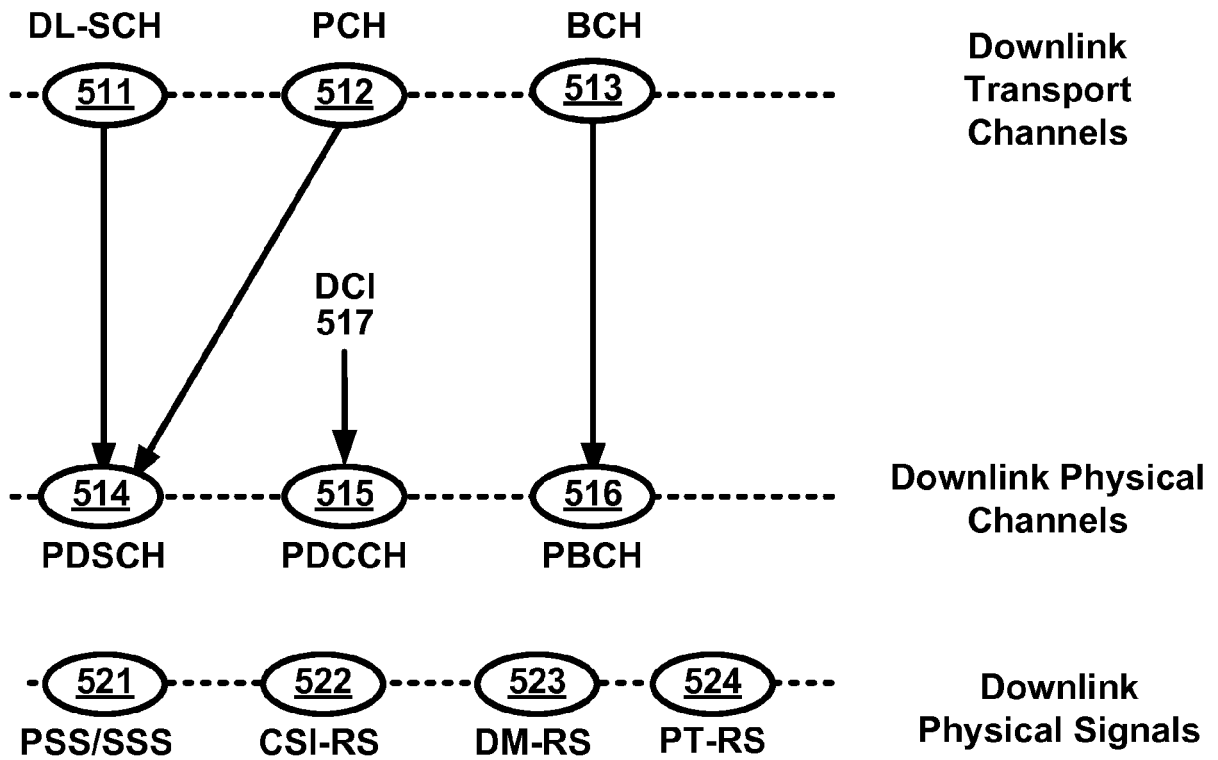 DL-SCH PCH BCH
511 512 513
Downlink
Transport
Channels
DCI
517
514 515 516
PDSCH PDCCH PBCH
Downlink Physical
Channels
521 522 523 524
PSS/SSS CSI-RS DM-RS PT-RS
Downlink
Physical Signals